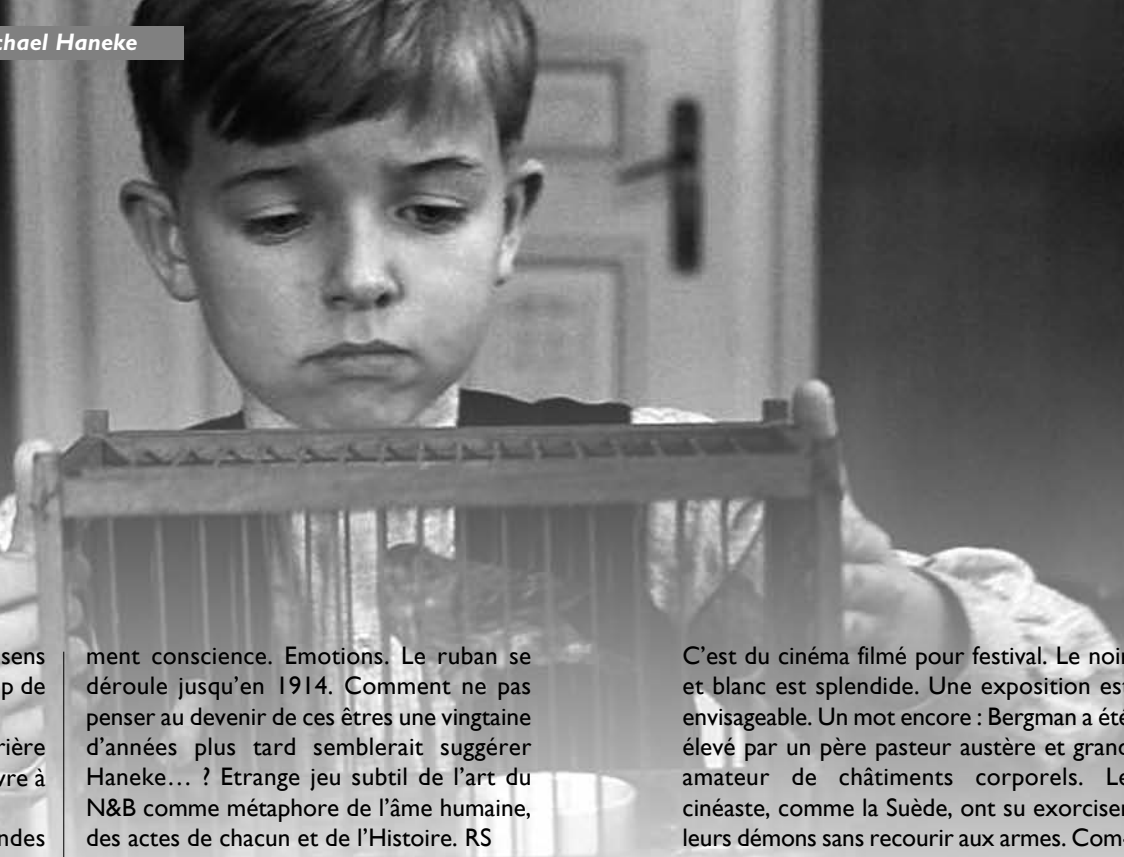 chael Haneke
sens
p de
rière
vre à
ndes
ment conscience. Emotions. Le ruban se
déroule jusqu'en 1914. Comment ne pas
penser au devenir de ces êtres une vingtaine
d'années plus tard semblerait suggérer
Haneke… ? Etrange jeu subtil de l'art du
N&B comme métaphore de l'âme humaine,
des actes de chacun et de l'Histoire. RS
C'est du cinéma filmé pour festival. Le noir
et blanc est splendide. Une exposition est
envisageable. Un mot encore : Bergman a été
élevé par un père pasteur austère et grand
amateur de châtiments corporels. Le
cinéaste, comme la Suède, ont su exorciser
leurs démons sans recourir aux armes. Com-